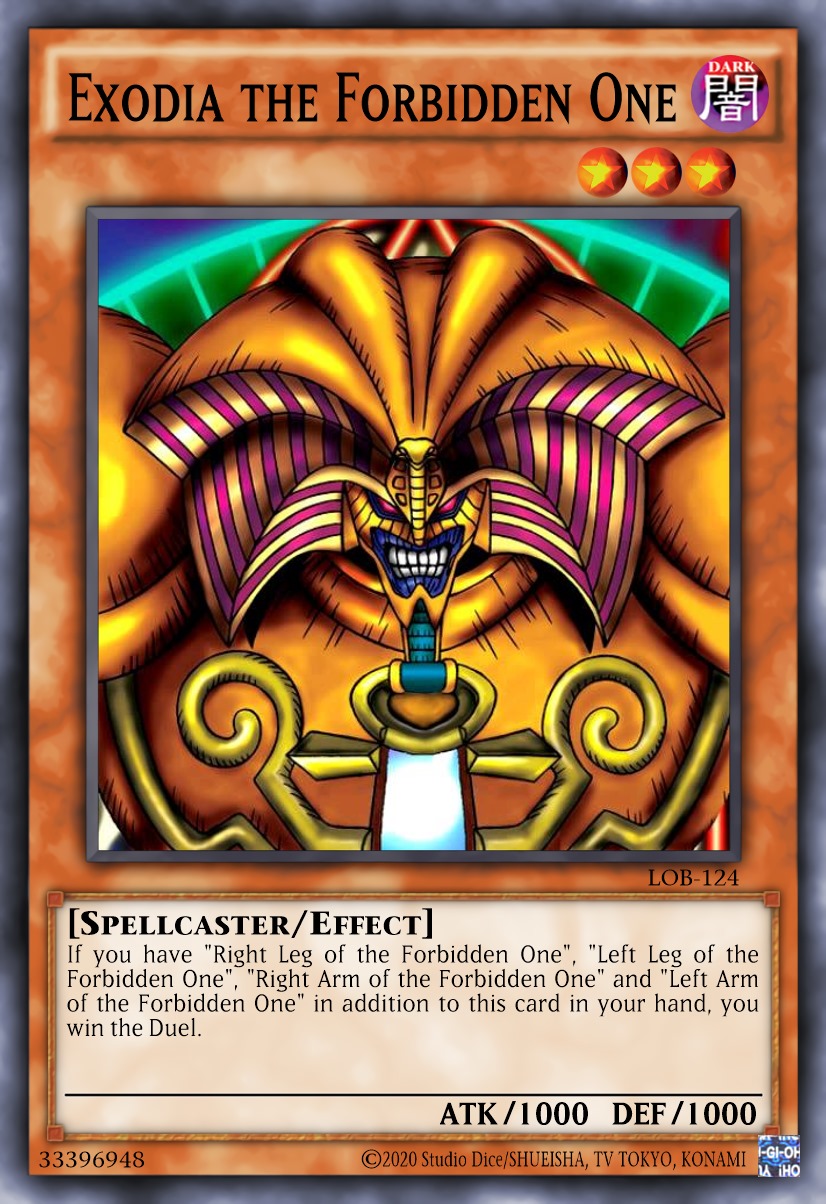 Exodia the Forbidden One
DARK
闇
LOB-124
[Spellcaster/Effect]
If you have "Right Leg of the Forbidden One", "Left Leg of the
Forbidden One", "Right Arm of the Forbidden One" and "Left Arm
of the Forbidden One" in addition to this card in your hand, you
win the Duel.
ATK/1000 DEF/1000
33396948
©2020 Studio Dice/SHUEISHA, TV TOKYO, KONAMI